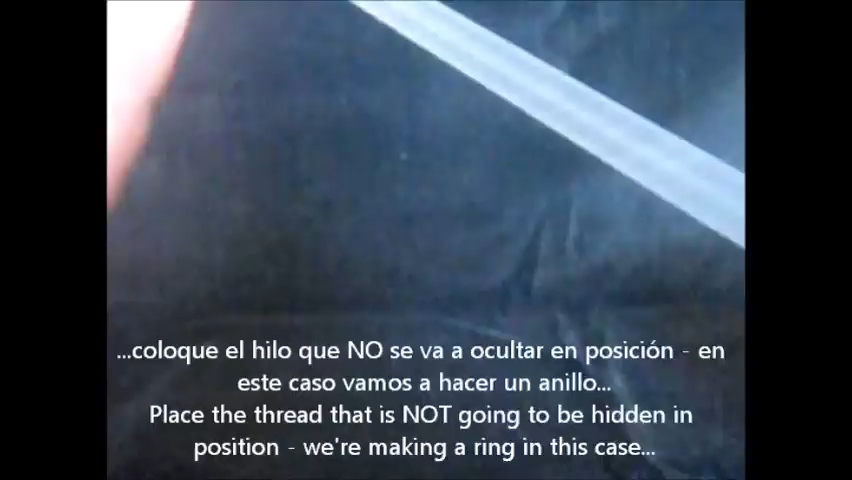 ...coloque el hilo que NO se va a ocultar en posición - en
este caso vamos a hacer un anillo...
Place the thread that is NOT going to be hidden in
position - we're making a ring in this case...